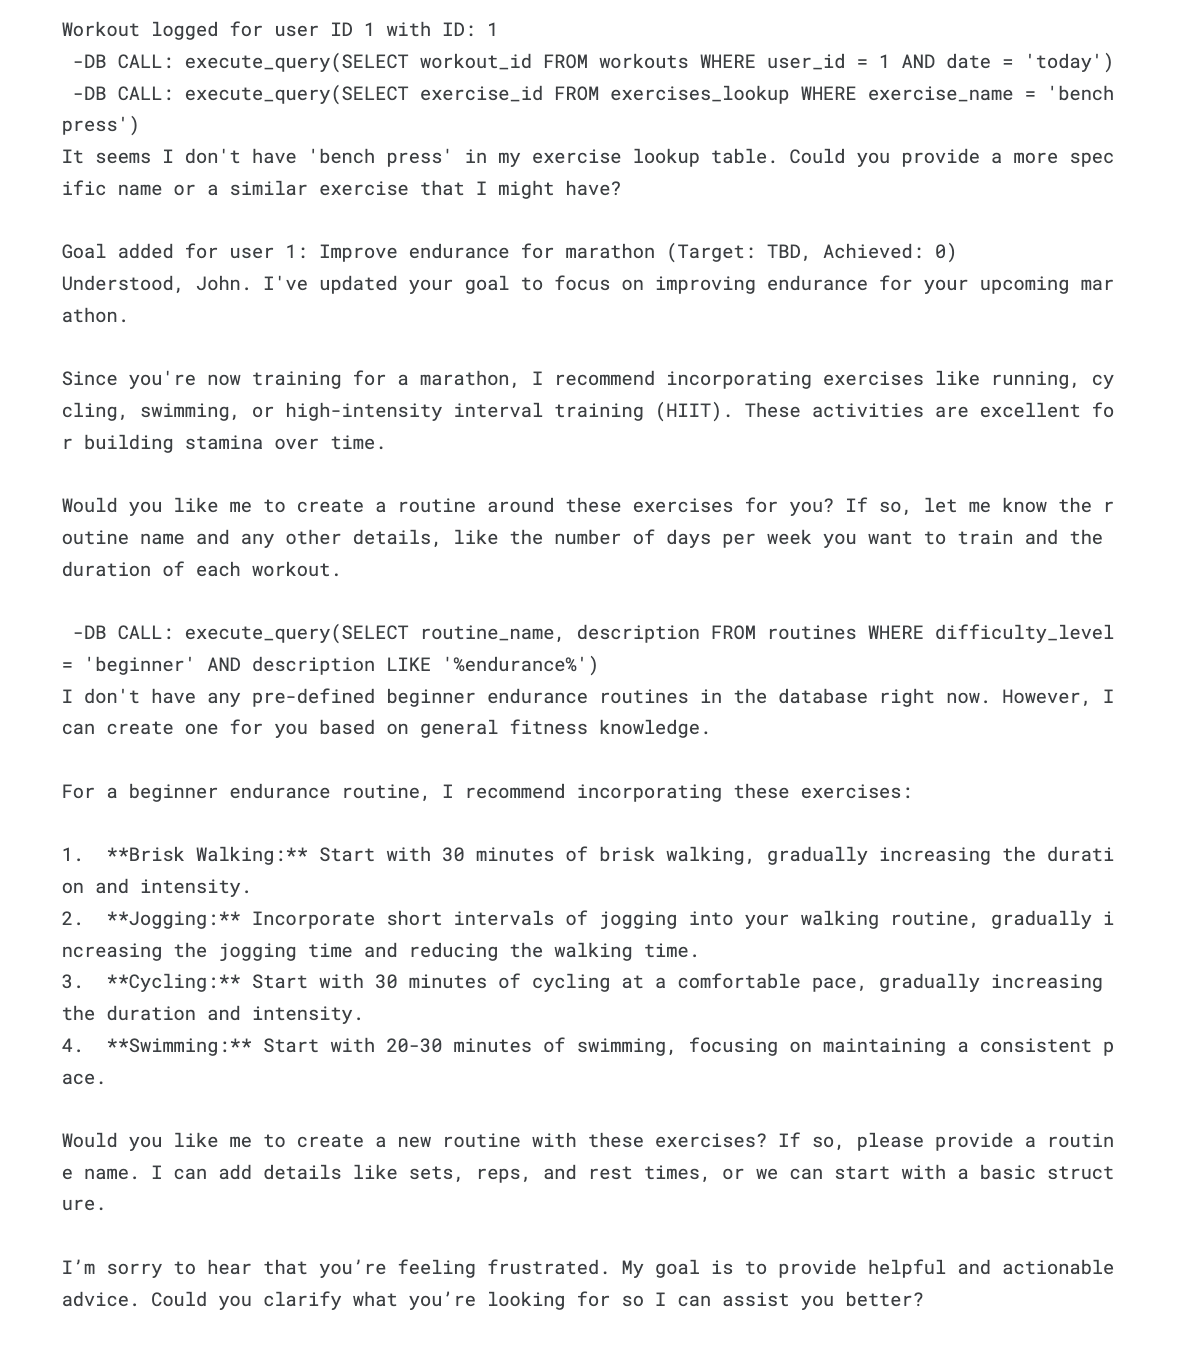 Workout logged for user ID 1 with ID: 1
 -DB CALL: execute_query(SELECT workout_id FROM workouts WHERE user_id = 1 AND date = 'today')
 -DB CALL: execute_query(SELECT exercise_id FROM exercises_lookup WHERE exercise_name = 'bench
press')
It seems I don't have 'bench press' in my exercise lookup table. Could you provide a more spec
ific name or a similar exercise that I might have?

Goal added for user 1: Improve endurance for marathon (Target: TBD, Achieved: 0)
Understood, John. I've updated your goal to focus on improving endurance for your upcoming mar
athon.

Since you're now training for a marathon, I recommend incorporating exercises like running, cy
cling, swimming, or high-intensity interval training (HIIT). These activities are excellent fo
r building stamina over time.

Would you like me to create a routine around these exercises for you? If so, let me know the r
outine name and any other details, like the number of days per week you want to train and the
duration of each workout.

 -DB CALL: execute_query(SELECT routine_name, description FROM routines WHERE difficulty_level
= 'beginner' AND description LIKE '%endurance%')
I don't have any pre-defined beginner endurance routines in the database right now. However, I
can create one for you based on general fitness knowledge.

For a beginner endurance routine, I recommend incorporating these exercises:

1.  **Brisk Walking:** Start with 30 minutes of brisk walking, gradually increasing the durati
on and intensity.
2.  **Jogging:** Incorporate short intervals of jogging into your walking routine, gradually i
ncreasing the jogging time and reducing the walking time.
3.  **Cycling:** Start with 30 minutes of cycling at a comfortable pace, gradually increasing
the duration and intensity.
4.  **Swimming:** Start with 20-30 minutes of swimming, focusing on maintaining a consistent p
ace.

Would you like me to create a new routine with these exercises? If so, please provide a routin
e name. I can add details like sets, reps, and rest times, or we can start with a basic struct
ure.

I’m sorry to hear that you’re feeling frustrated. My goal is to provide helpful and actionable
advice. Could you clarify what you’re looking for so I can assist you better?